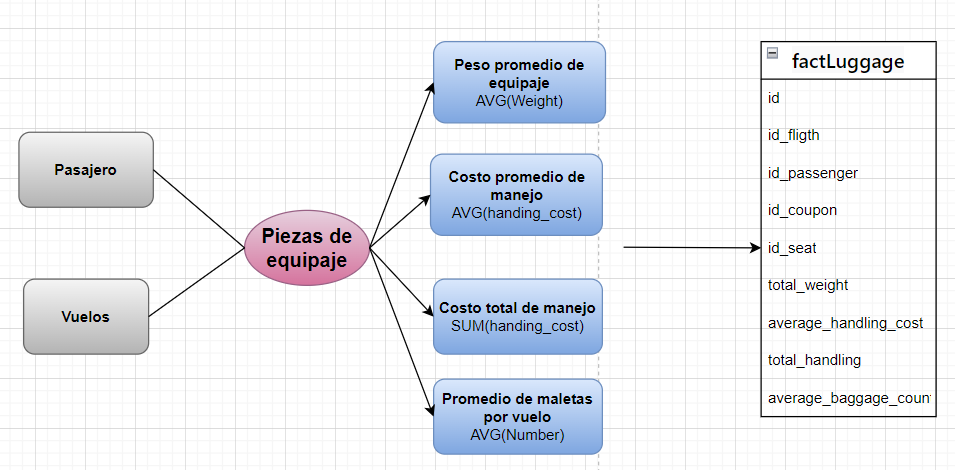 Pasajero
Vuelos
Piezas de
equipaje
Peso promedio de
equipaje
AVG(Weight)
Costo promedio de
manejo
AVG(handing_cost)
Costo total de manejo
SUM(handing_cost)
Promedio de maletas
por vuelo
AVG(Number)
factLuggage
id
id_fligth
id_passenger
id_coupon
id_seat
total_weight
average_handling_cost
total_handling
average_baggage_coun